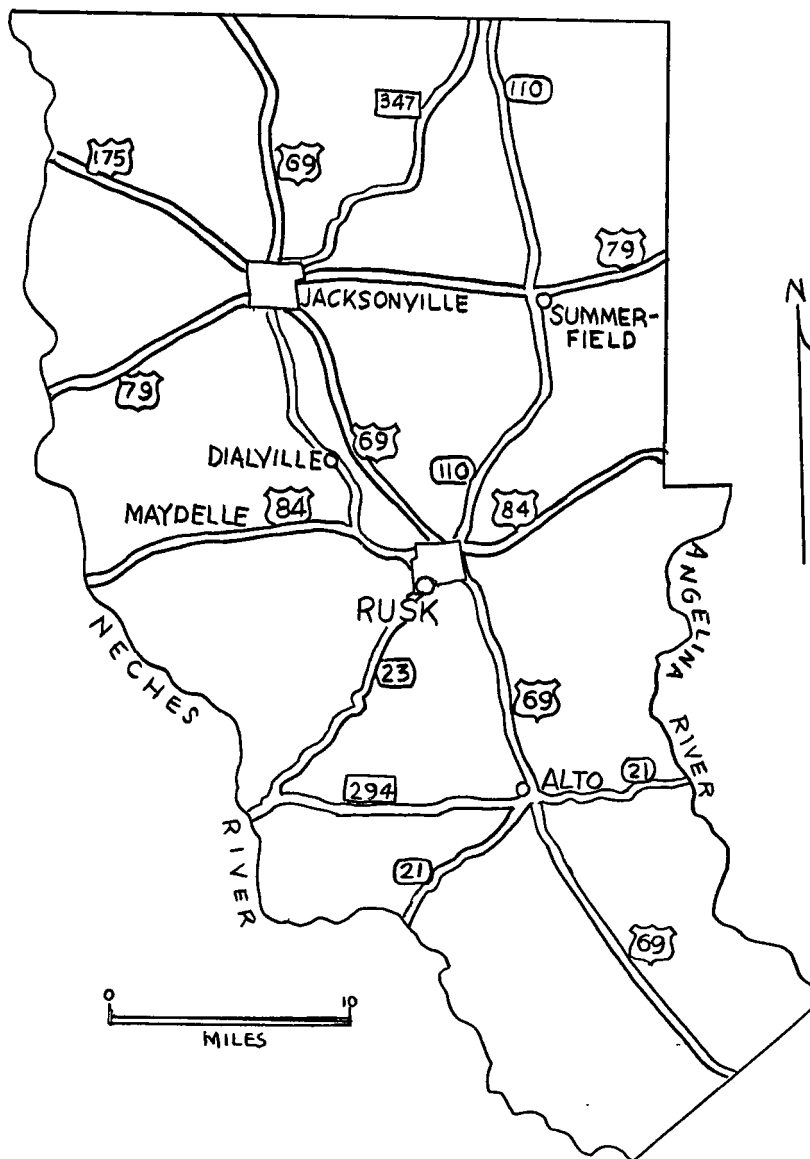 347
110
175
69
79
JACKSONVILLE
SUMMER-
FIELD
N
79
DIALVILLE
69
110
MAYDELLE
84
84
ANGELINA
RIVER
RUSK
NECHES
RIVER
23
69
ALTO
21
294
21
69
0 10
MILES